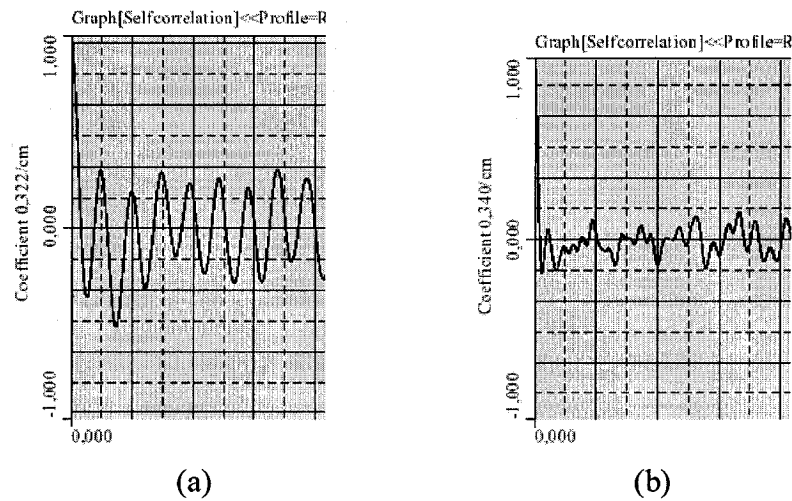 Graph[Selfcorrelation]<<Profile=R
1,000
Coefficient 0,322/cm
0,000
-1,000
0,000
(a)
Graph[Selfcorrelation]<<Profile=R
1,000
Coefficient 0,340/cm
0,000
-1,000
0,000
(b)